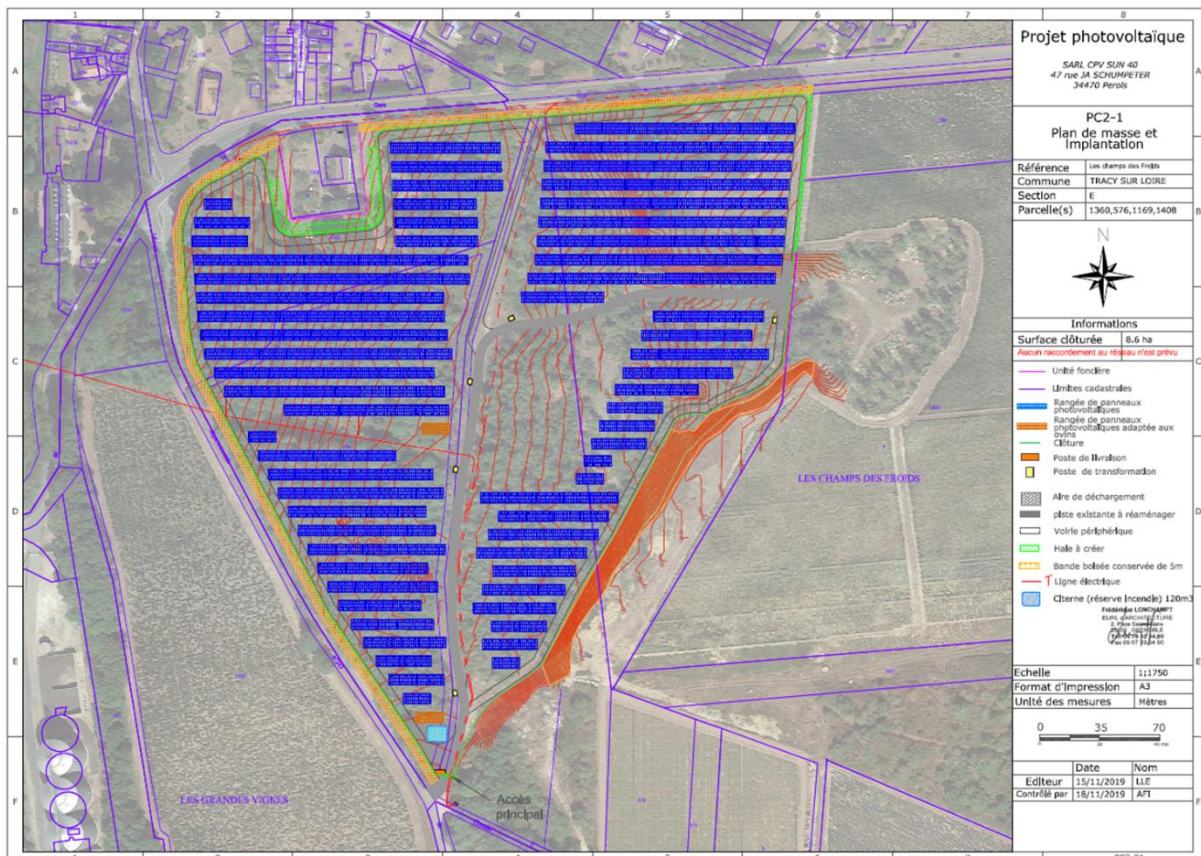 1 2 3 4 5 6 7 8
A
B
C
D
E
F
Gare
LES CHAMPS DES FROIDS
LES GRANDES VIGNES
Accès
principal
Projet photovoltaïque
SARL CPV SUN 40
47 rue JA SCHUMPETER
34470 Perols
PC2-1
Plan de masse et
Implantation
Référence Les champs des Froids
Commune TRACY SUR LOIRE
Section E
Parcelle(s) 1360,576,1169,1408
N
Informations
Surface clôturée 8.6 ha
Aucun raccordement au réseau n'est prévu
Unité foncière
Limites cadastrales
Rangée de panneaux
photovoltaïques
Rangée de panneaux
photovoltaïques adaptée aux
ovins
Clôture
Poste de livraison
Poste de transformation
Aire de déchargement
piste existante à réaménager
Voirie périphérique
Haie à créer
Bande boisée conservée de 5m
Ligne électrique
Citerne (réserve incendie) 120m3
Frédérique LONCHAMPT
EURL d'ARCHITECTURE
Echelle 1:1750
Format d'impression A3
Unité des mesures Mètres
0 35 70
Date Nom
Editeur 15/11/2019 LLE
Contrôlé par 18/11/2019 AFI